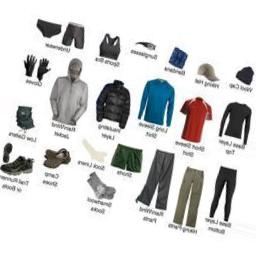 Underwear
Sports Bra
Sunglasses
Bandana
Hiking Hat
Wool Cap
Gloves
Rain/Wind
Jacket
Insulating
Layer
Long Sleeve
Shirt
Short Sleeve
Shirt
Base Layer
Top
Low Gaiters
Trail Runners
or Boots
Camp
Shoes
Sock Liners
Smartwool
Socks
Shorts
Rain/Wind
Pants
Hiking Pants
Base Layer
Bottom